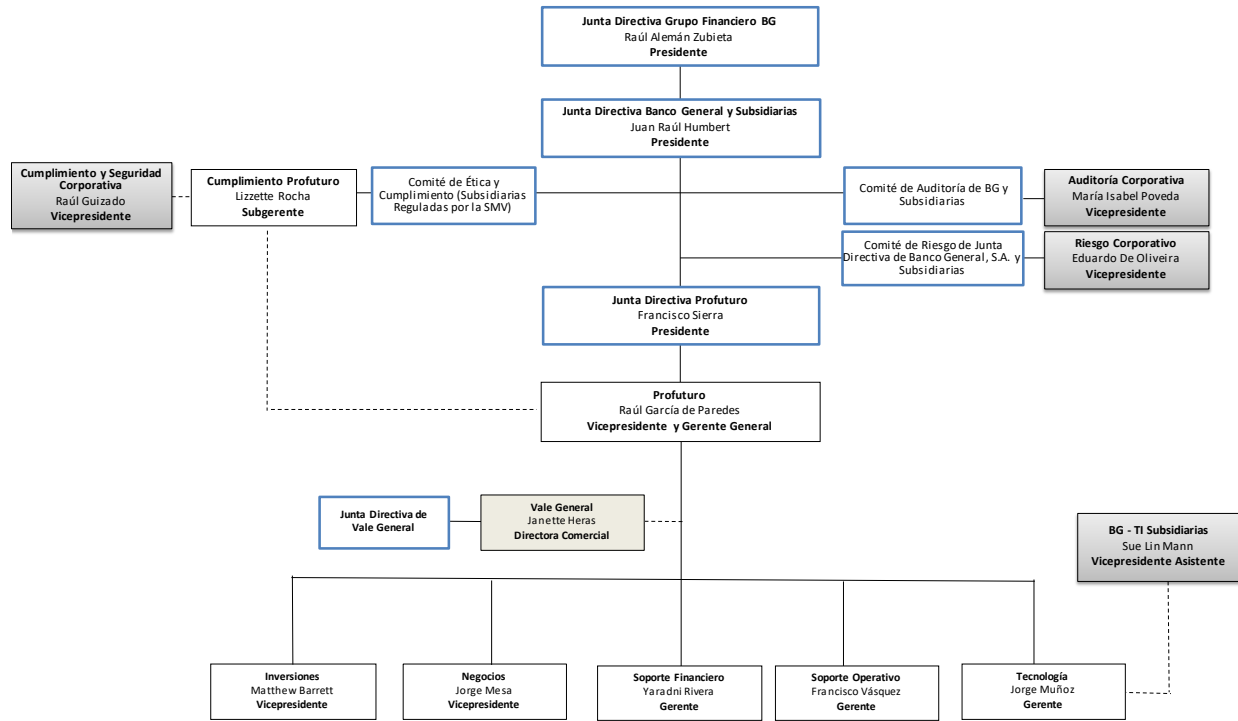 Junta Directiva Grupo Financiero BG
Raúl Alemán Zubieta
Presidente
Junta Directiva Banco General y Subsidiarias
Juan Raúl Humbert
Presidente
Cumplimiento y Seguridad
Corporativa
Raúl Guizado
Vicepresidente
Cumplimiento Profuturo
Lizzette Rocha
Subgerente
Comité de Ética y
Cumplimiento (Subsidiarias
Reguladas por la SMV)
Comité de Auditoría de BG y
Subsidiarias
Auditoría Corporativa
María Isabel Poveda
Vicepresidente
Comité de Riesgo de Junta
Directiva de Banco General, S.A. y
Subsidiarias
Riesgo Corporativo
Eduardo De Oliveira
Vicepresidente
Junta Directiva Profuturo
Francisco Sierra
Presidente
Profuturo
Raúl García de Paredes
Vicepresidente y Gerente General
Junta Directiva de
Vale General
Vale General
Janette Heras
Directora Comercial
BG - TI Subsidiarias
Sue Lin Mann
Vicepresidente Asistente
Inversiones
Matthew Barrett
Vicepresidente
Negocios
Jorge Mesa
Vicepresidente
Soporte Financiero
Yaradni Rivera
Gerente
Soporte Operativo
Francisco Vásquez
Gerente
Tecnología
Jorge Muñoz
Gerente